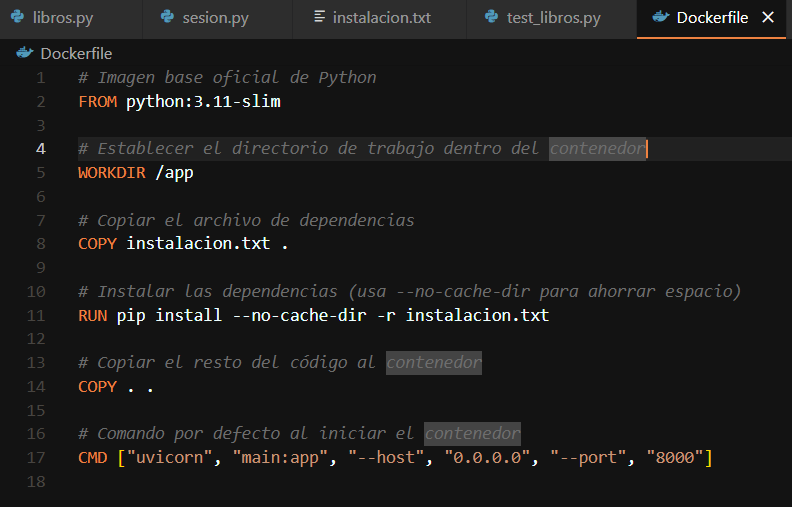 libros.py sesion.py instalacion.txt test_libros.py Dockerfile
Dockerfile
1 # Imagen base oficial de Python
2 FROM python:3.11-slim
3
4 # Establecer el directorio de trabajo dentro del contenedor
5 WORKDIR /app
6
7 # Copiar el archivo de dependencias
8 COPY instalacion.txt .
9
10 # Instalar las dependencias (usa --no-cache-dir para ahorrar espacio)
11 RUN pip install --no-cache-dir -r instalacion.txt
12
13 # Copiar el resto del código al contenedor
14 COPY . .
15
16 # Comando por defecto al iniciar el contenedor
17 CMD ["uvicorn", "main:app", "--host", "0.0.0.0", "--port", "8000"]
18